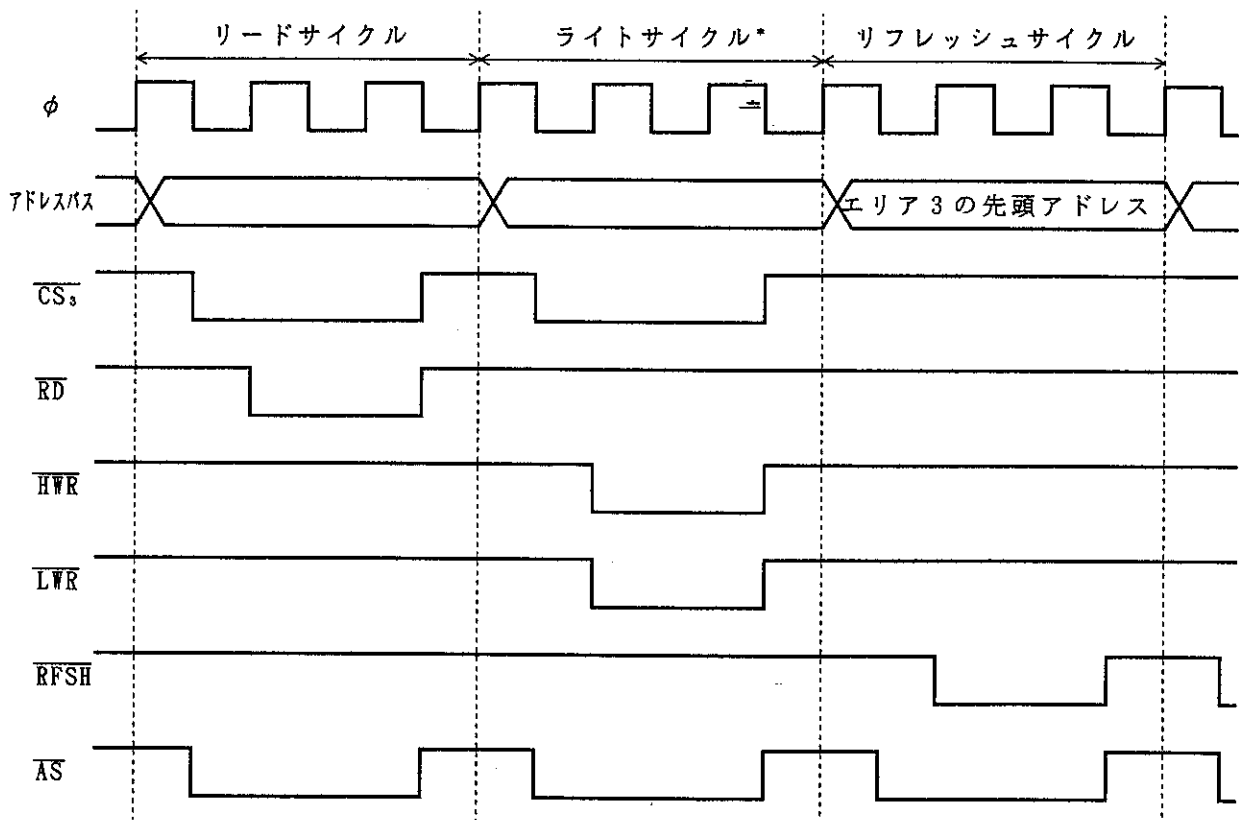 リードサイクル ライトサイクル* リフレッシュサイクル
φ
アドレスバス エリア3の先頭アドレス
CS₃
RD
HWR
LWR
RFSH
AS